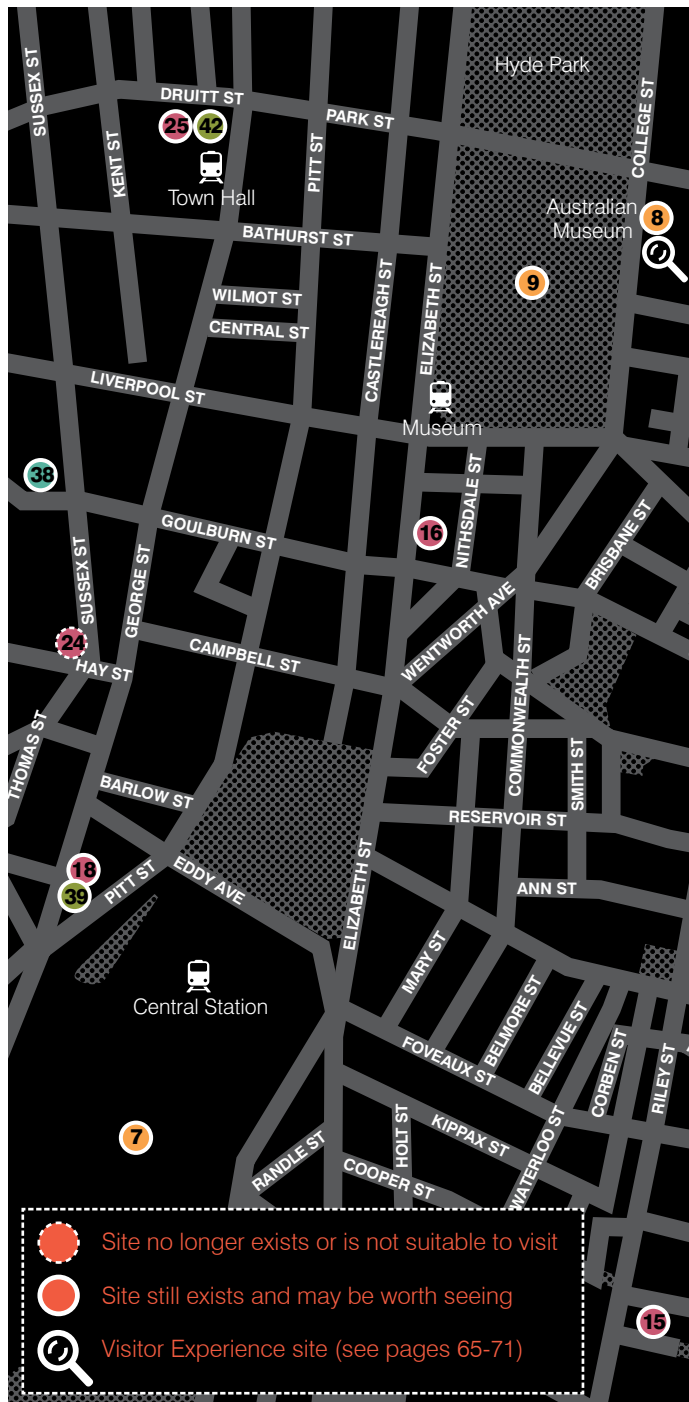 Hyde Park
SUSSEX ST
KENT ST
DRUITT ST
PARK ST
PITT ST
COLLEGE ST
25
42
Town Hall
BATHURST ST
Australian
Museum
8
9
WILMOT ST
CENTRAL ST
CASTLEREAGH ST
ELIZABETH ST
LIVERPOOL ST
Museum
38
GOULBURN ST
16
NITHSDALE ST
BRISBANE ST
SUSSEX ST
GEORGE ST
24
HAY ST
CAMPBELL ST
WENTWORTH AVE
COMMONWEALTH ST
FOSTER ST
THOMAS ST
SMITH ST
BARLOW ST
RESERVOIR ST
18
39
PITT ST
EDDY AVE
ELIZABETH ST
ANN ST
MARY ST
Central Station
BELMORE ST
BELLEVUE ST
CORBEN ST
RILEY ST
FOVEAUX ST
7
RANDLE ST
HOLT ST
KIPPAX ST
COOPER ST
WATERLOO ST
Site no longer exists or is not suitable to visit
Site still exists and may be worth seeing
Visitor Experience site (see pages 65-71)
15